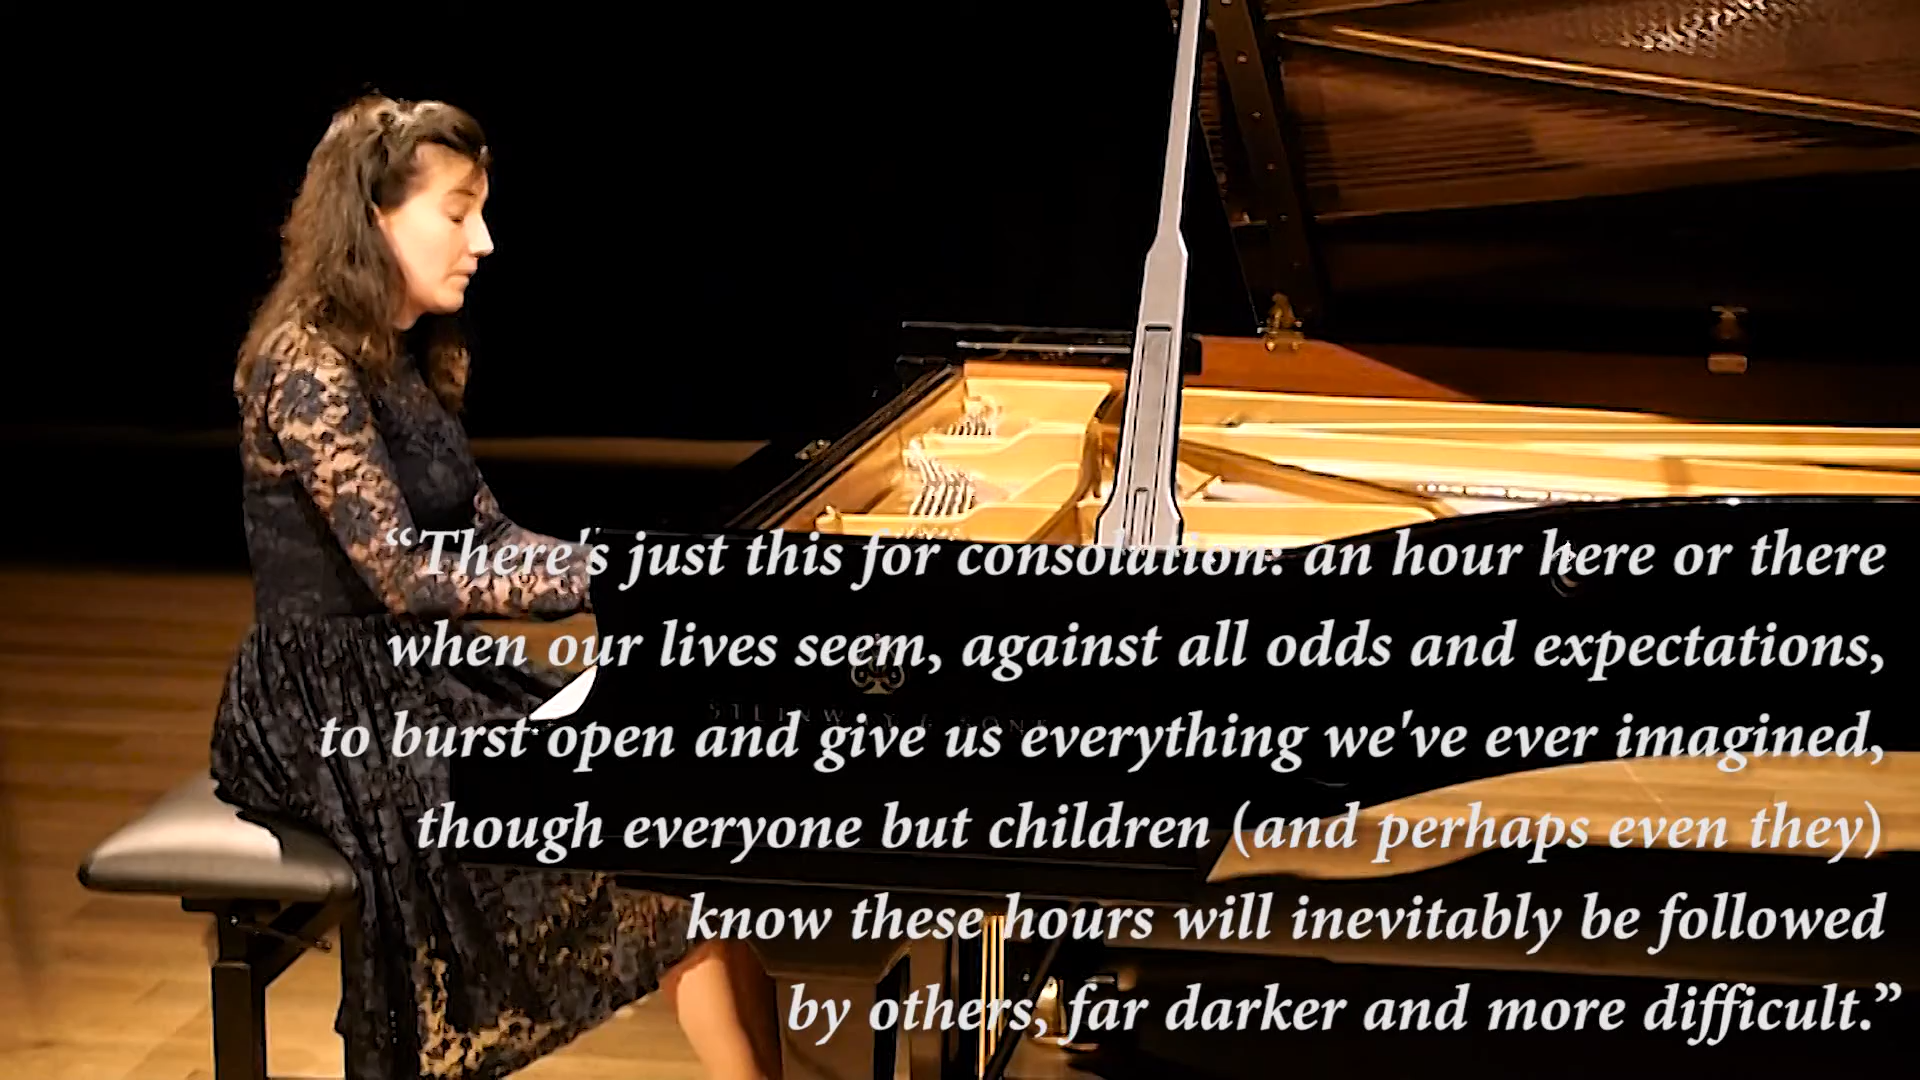 “There's just this for consolation: an hour here or there
when our lives seem, against all odds and expectations,
to burst open and give us everything we've ever imagined,
though everyone but children (and perhaps even they)
know these hours will inevitably be followed
by others, far darker and more difficult.”
STEINWAY & SONS